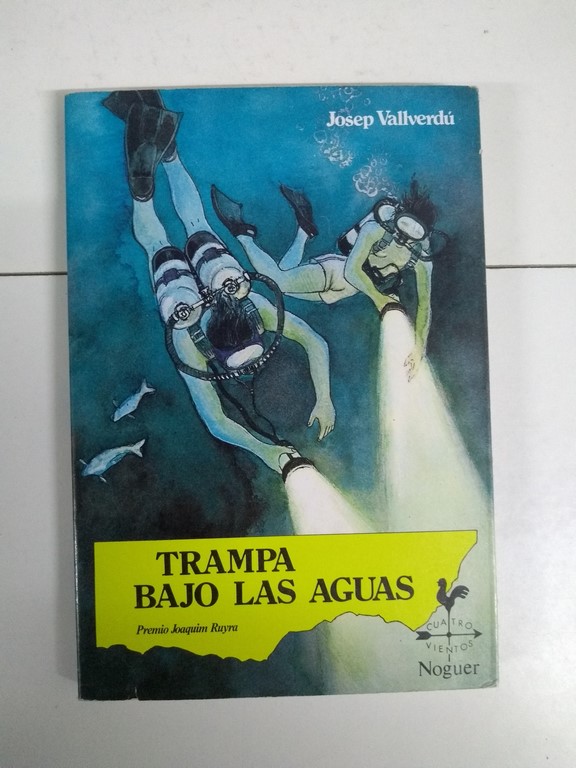 Josep Vallverdú
TRAMPA
BAJO LAS AGUAS
Premio Joaquim Ruyra
CUATRO
VIENTOS
Noguer